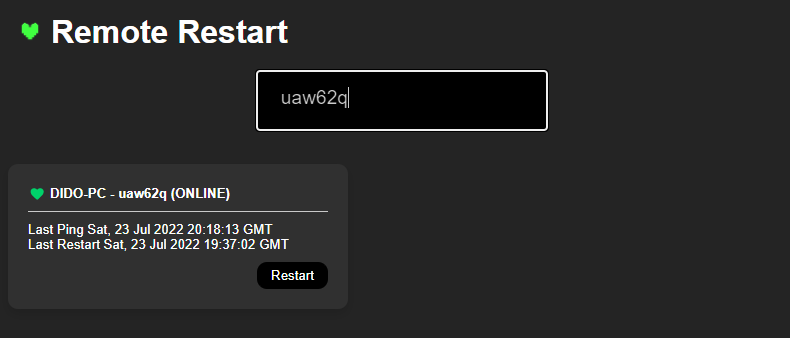 Remote Restart
uaw62q
DIDO-PC - uaw62q (ONLINE)
Last Ping Sat, 23 Jul 2022 20:18:13 GMT
Last Restart Sat, 23 Jul 2022 19:37:02 GMT
Restart